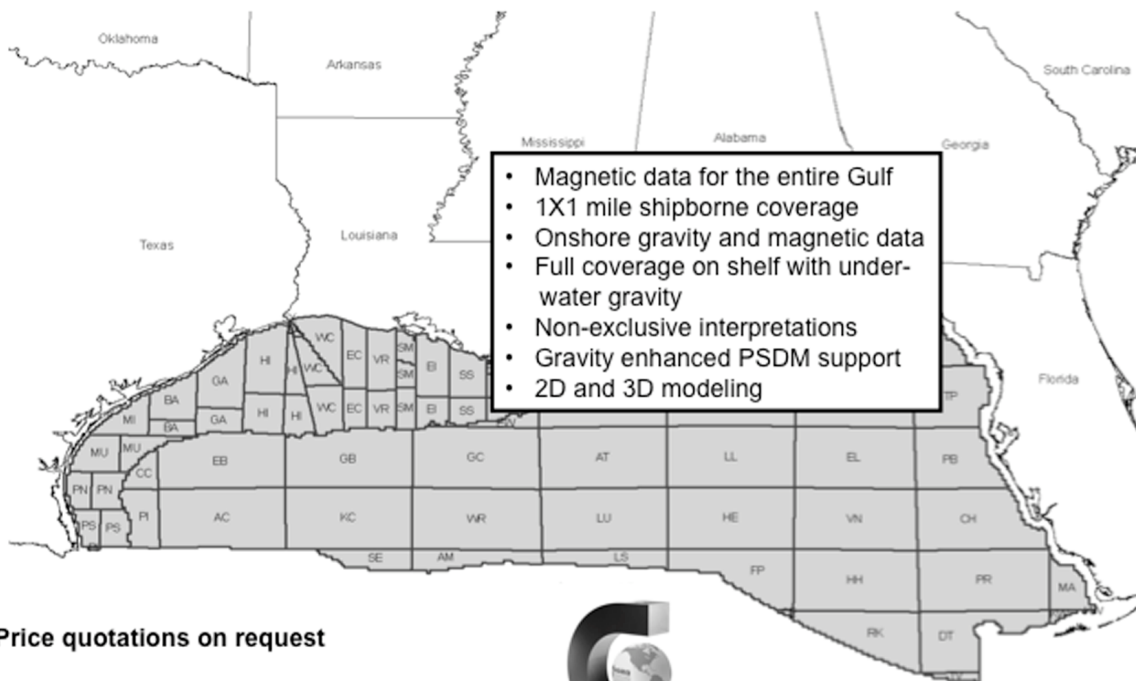 Oklahoma
Arkansas
South Carolina
Mississippi
Alabama
Georgia
Texas
Louisiana
Florida
• Magnetic data for the entire Gulf
• 1X1 mile shipborne coverage
• Onshore gravity and magnetic data
• Full coverage on shelf with under-
water gravity
• Non-exclusive interpretations
• Gravity enhanced PSDM support
• 2D and 3D modeling
WC
HI EC VR SM EI SS
GA HI WC SM
BA TP
MI GA HI HI WC EC VR SM EI SS
BA
MU MU
CC EB GB GC AT LL EL PB
PN PN
PS PS PI AC KC WR LU HE VN CH
SE AM LS
FP HH PR MA
RK DT
Price quotations on request